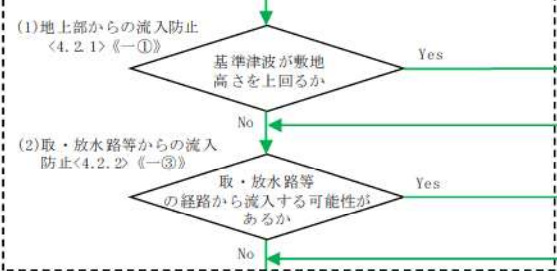 (1)地上部からの流入防止
<4.2.1>《一①》
基準津波が敷地
高さを上回るか
Yes
No
(2)取・放水路等からの流入
防止<4.2.2>《一③》
取・放水路等
の経路から流入する可能性が
あるか
Yes
No